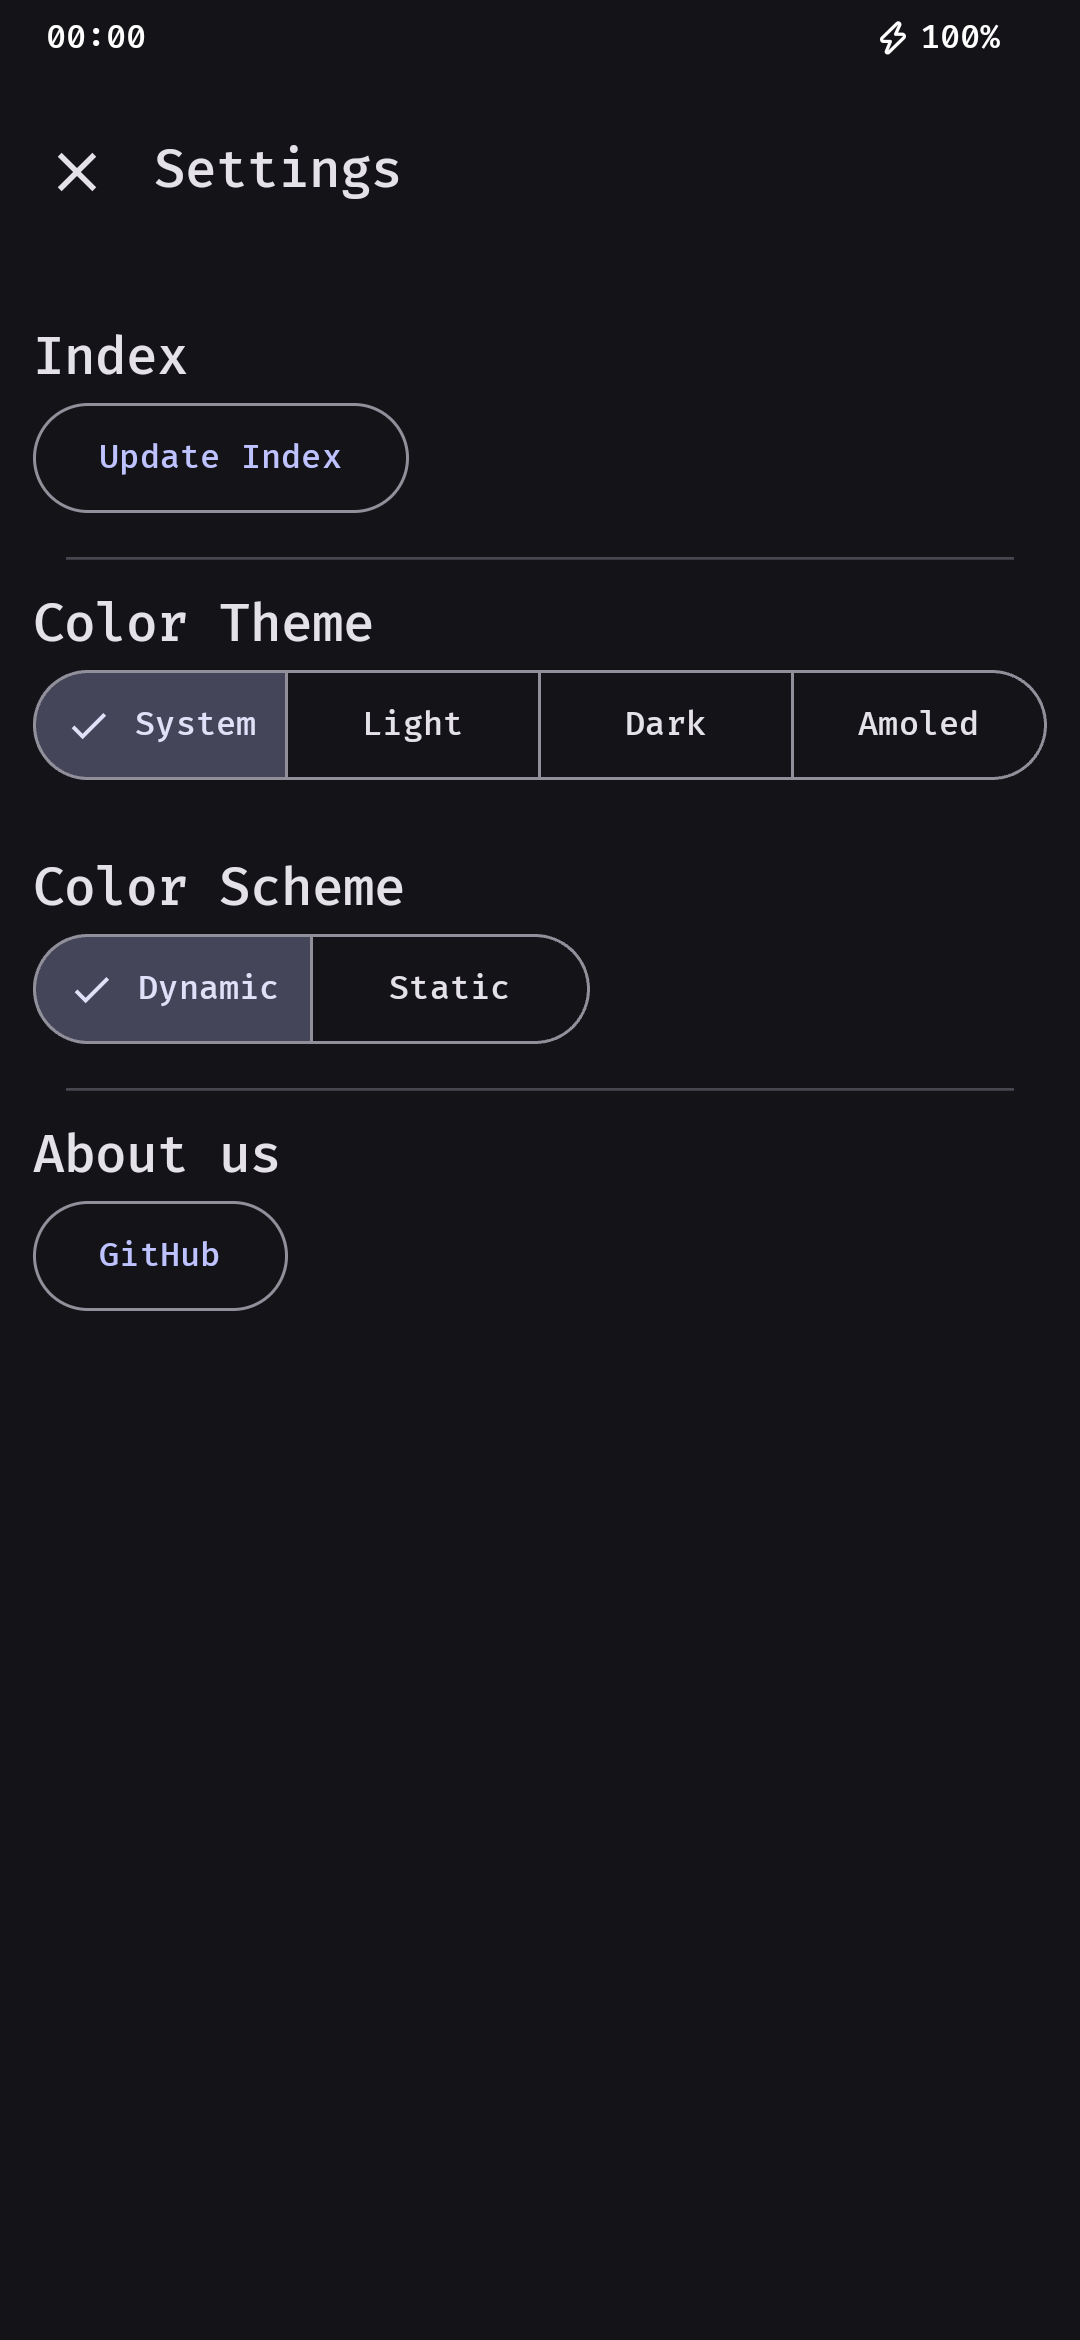 00:00 100%
Settings
Index
Update Index
Color Theme
System Light Dark Amoled
Color Scheme
Dynamic Static
About us
GitHub